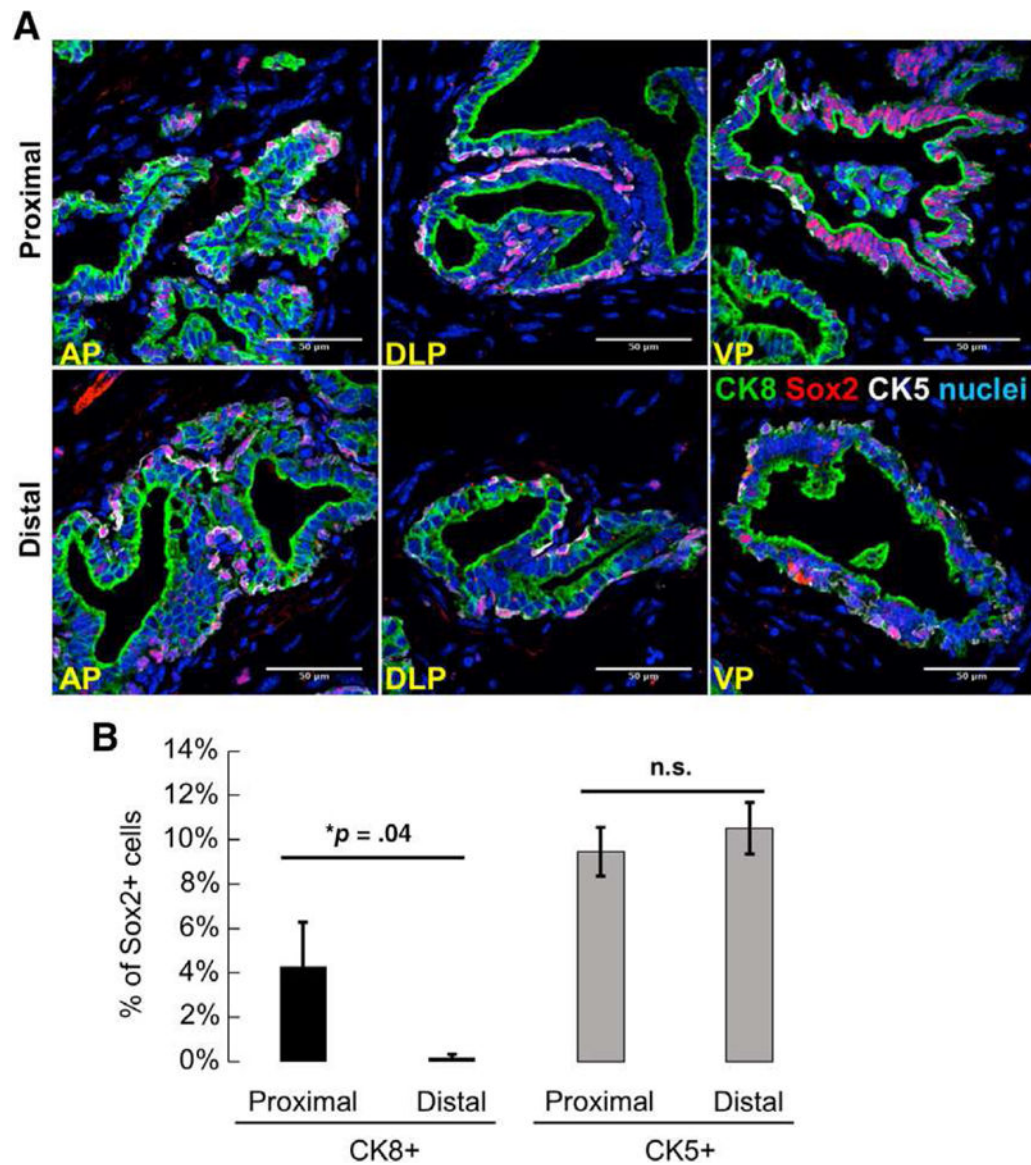 A
Proximal
AP
50 µm
DLP
50 µm
VP
50 µm
Distal
AP
50 µm
DLP
50 µm
CK8 Sox2 CK5 nuclei
VP
50 µm
B
% of Sox2+ cells
14%
12%
10%
8%
6%
4%
2%
0%
*p = .04
n.s.
Proximal Distal Proximal Distal
CK8+ CK5+